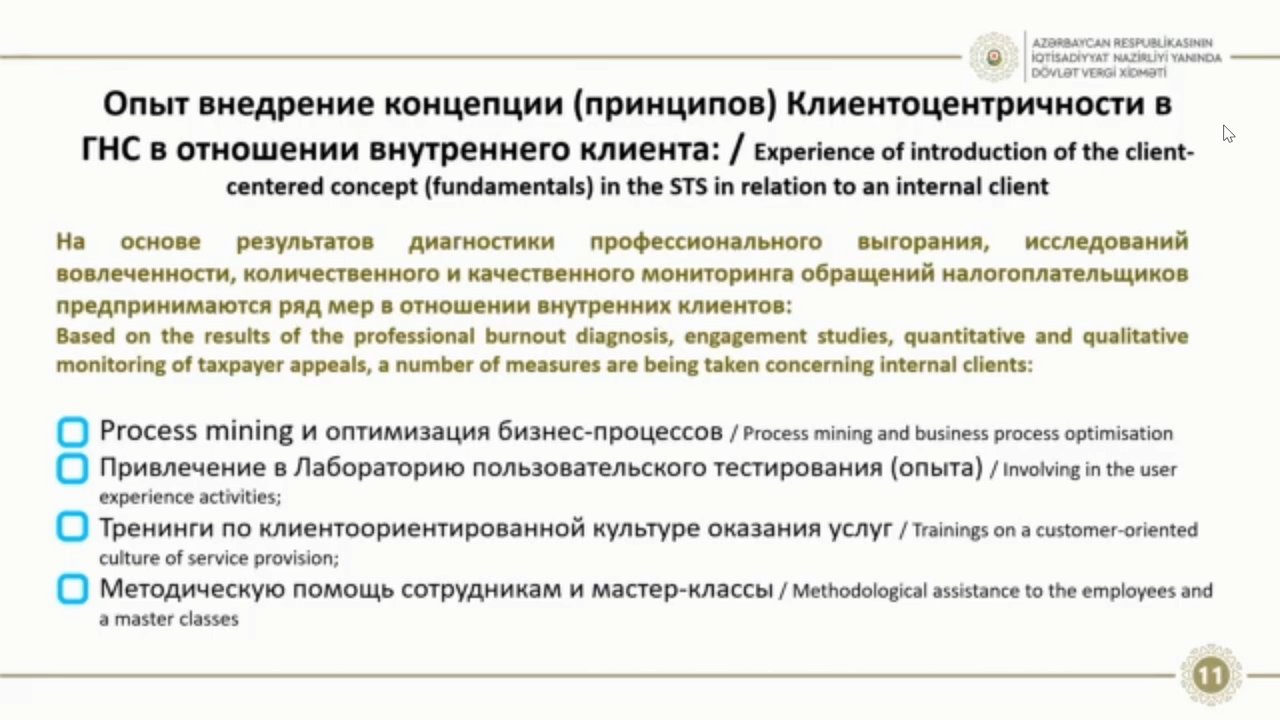 AZƏRBAYCAN RESPUBLİKASININ
İQTİSADİYYAT NAZİRLİYİ YANINDA
DÖVLƏT VERGİ XİDMƏTİ
Опыт внедрение концепции (принципов) Клиентоцентричности в
ГНС в отношении внутреннего клиента: / Experience of introduction of the client-
centered concept (fundamentals) in the STS in relation to an internal client
На основе результатов диагностики профессионального выгорания, исследований
вовлеченности, количественного и качественного мониторинга обращений налогоплательщиков
предпринимаются ряд мер в отношении внутренних клиентов:
Based on the results of the professional burnout diagnosis, engagement studies, quantitative and qualitative
monitoring of taxpayer appeals, a number of measures are being taken concerning internal clients:
Process mining и оптимизация бизнес-процессов / Process mining and business process optimisation
Привлечение в Лабораторию пользовательского тестирования (опыта) / Involving in the user
experience activities;
Тренинги по клиентоориентированной культуре оказания услуг / Trainings on a customer-oriented
culture of service provision;
Методическую помощь сотрудникам и мастер-классы / Methodological assistance to the employees and
a master classes
11